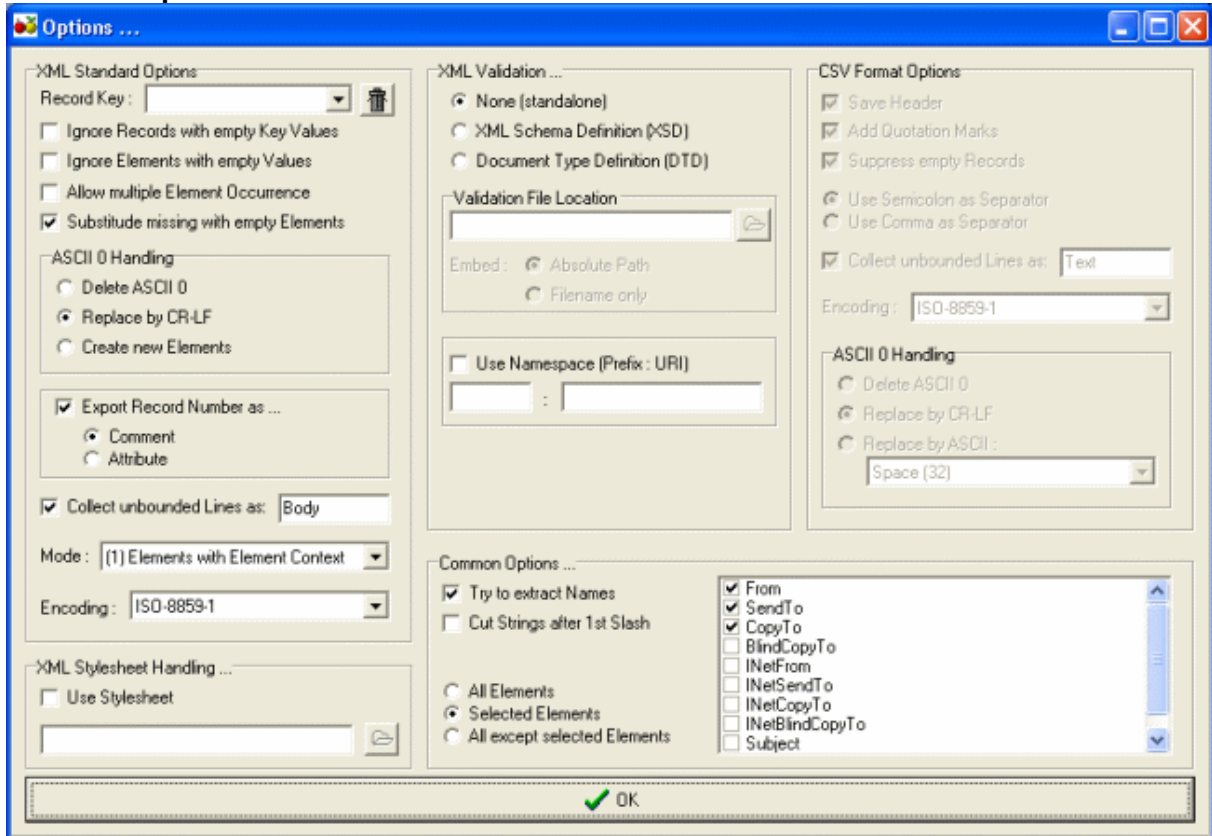 Options ...
XML Standard Options
Record Key :
Ignore Records with empty Key Values
Ignore Elements with empty Values
Allow multiple Element Occurrence
Substitude missing with empty Elements
ASCII 0 Handling
Delete ASCII 0
Replace by CR-LF
Create new Elements
Export Record Number as ...
Comment
Attribute
Collect unbounded Lines as: Body
Mode : (1) Elements with Element Context
Encoding : ISO-8859-1
XML Stylesheet Handling ...
Use Stylesheet
XML Validation ...
None (standalone)
XML Schema Definition (XSD)
Document Type Definition (DTD)
Validation File Location
Embed : Absolute Path
Filename only
Use Namespace (Prefix : URI)
:
CSV Format Options
Save Header
Add Quotation Marks
Suppress empty Records
Use Semicolon as Separator
Use Comma as Separator
Collect unbounded Lines as: Text
Encoding : ISO-8859-1
ASCII 0 Handling
Delete ASCII 0
Replace by CR-LF
Replace by ASCII :
Space (32)
Common Options ...
Try to extract Names
Cut Strings after 1st Slash
All Elements
Selected Elements
All except selected Elements
From
SendTo
CopyTo
BlindCopyTo
INetFrom
INetSendTo
INetCopyTo
INetBlindCopyTo
Subject
OK